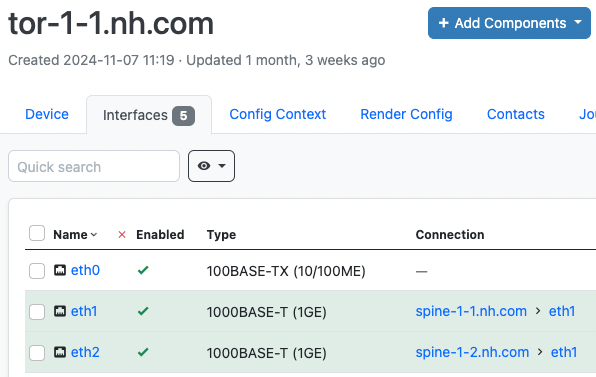 tor-1-1.nh.com
+ Add Components
Created 2024-11-07 11:19 · Updated 1 month, 3 weeks ago
Device Interfaces 5 Config Context Render Config Contacts
Quick search
Name Enabled Type Connection
eth0 100BASE-TX (10/100ME) —
eth1 1000BASE-T (1GE) spine-1-1.nh.com > eth1
eth2 1000BASE-T (1GE) spine-1-2.nh.com > eth1